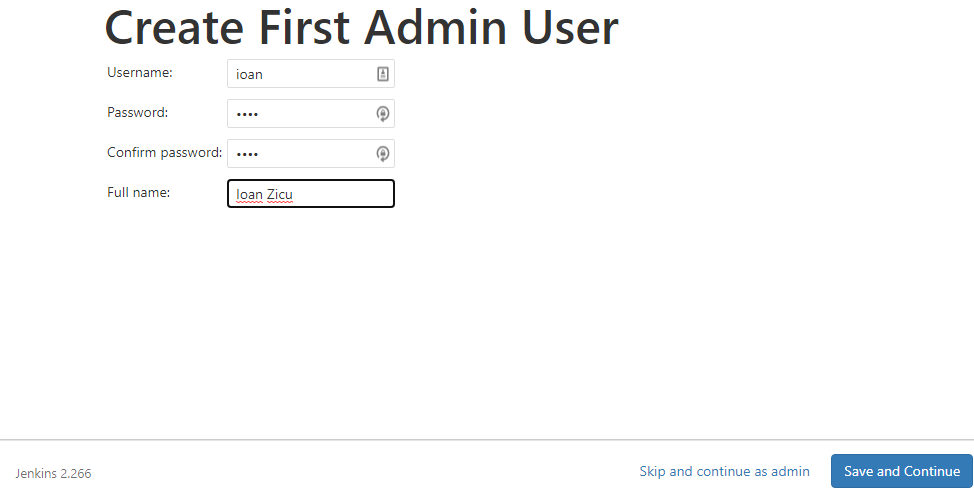 Create First Admin User
Username: ioan
Password: ••••
Confirm password: ••••
Full name: Ioan Zicu
Jenkins 2.266 Skip and continue as admin Save and Continue